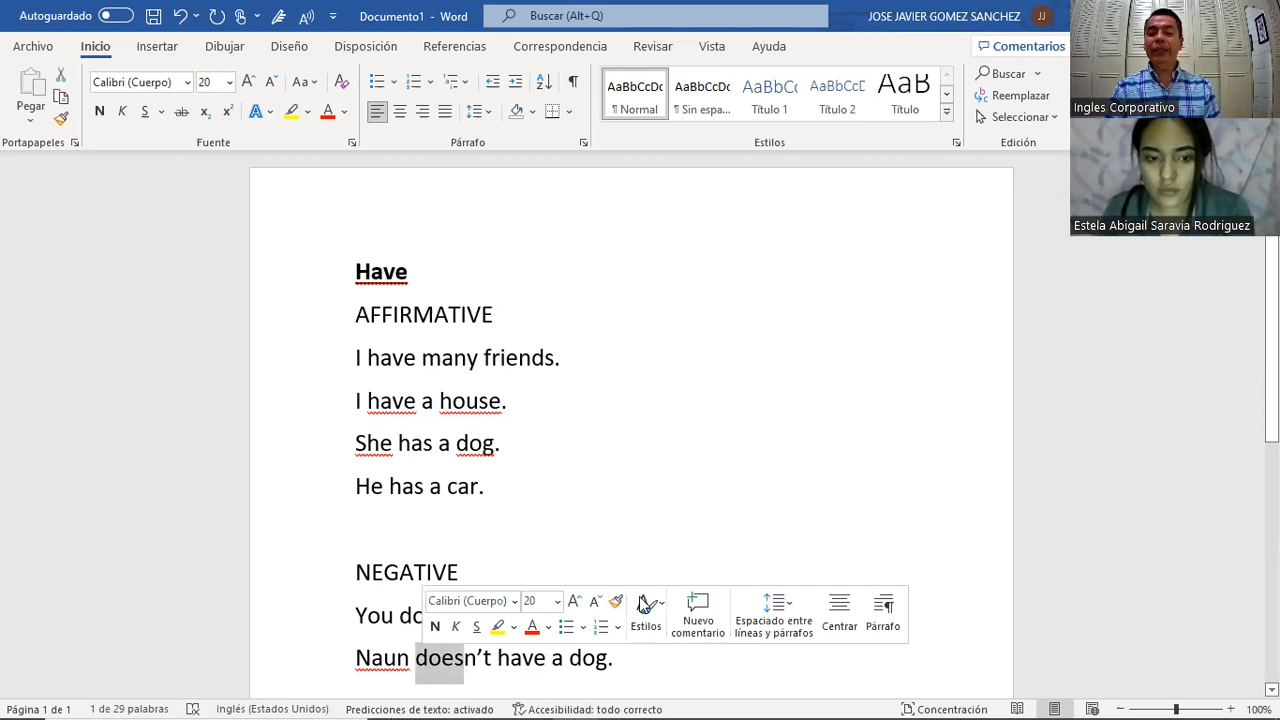 Autoguardado
Documento1 - Word
Buscar (Alt+Q)
JOSE JAVIER GOMEZ SANCHEZ
JJ
Archivo Inicio Insertar Dibujar Diseño Disposición Referencias Correspondencia Revisar Vista Ayuda
Comentarios
Pegar
Calibri (Cuerpo) 20
Normal
Sin espa...
Título 1
Título 2
Título
Buscar
Reemplazar
Seleccionar
Portapapeles
Fuente
Párrafo
Estilos
Edición
Ingles Corporativo
Estela Abigail Saravia Rodriguez
Have
AFFIRMATIVE
I have many friends.
I have a house.
She has a dog.
He has a car.
NEGATIVE
You do
Naun doesn’t have a dog.
Calibri (Cuerpo) 20
N K S
Estilos
Nuevo comentario
Espaciado entre líneas y párrafos
Centrar
Párrafo
Página 1 de 1
1 de 29 palabras
Inglés (Estados Unidos)
Predicciones de texto: activado
Accesibilidad: todo correcto
Concentración
100%